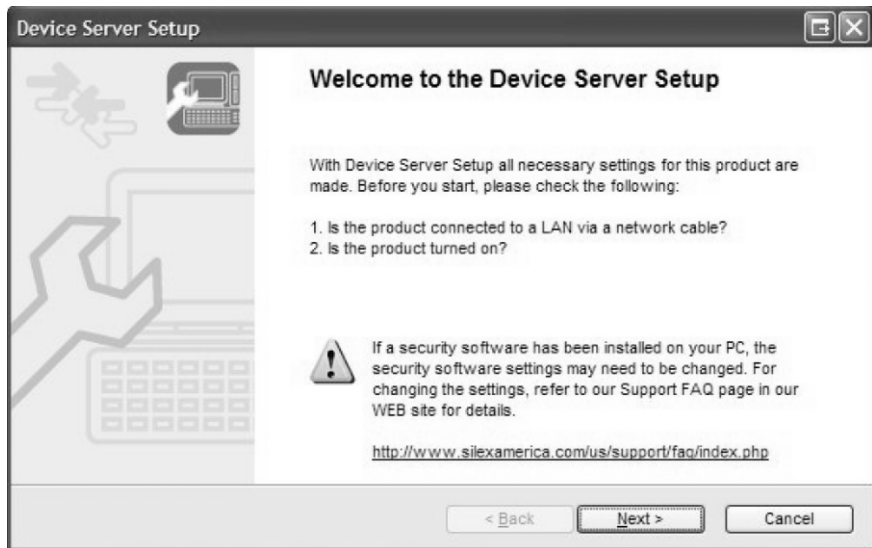 Device Server Setup
Welcome to the Device Server Setup
With Device Server Setup all necessary settings for this product are
made. Before you start, please check the following:
1. Is the product connected to a LAN via a network cable?
2. Is the product turned on?
If a security software has been installed on your PC, the
security software settings may need to be changed. For
changing the settings, refer to our Support FAQ page in our
WEB site for details.
http://www.silexamerica.com/us/support/faq/index.php
< Back
Next >
Cancel